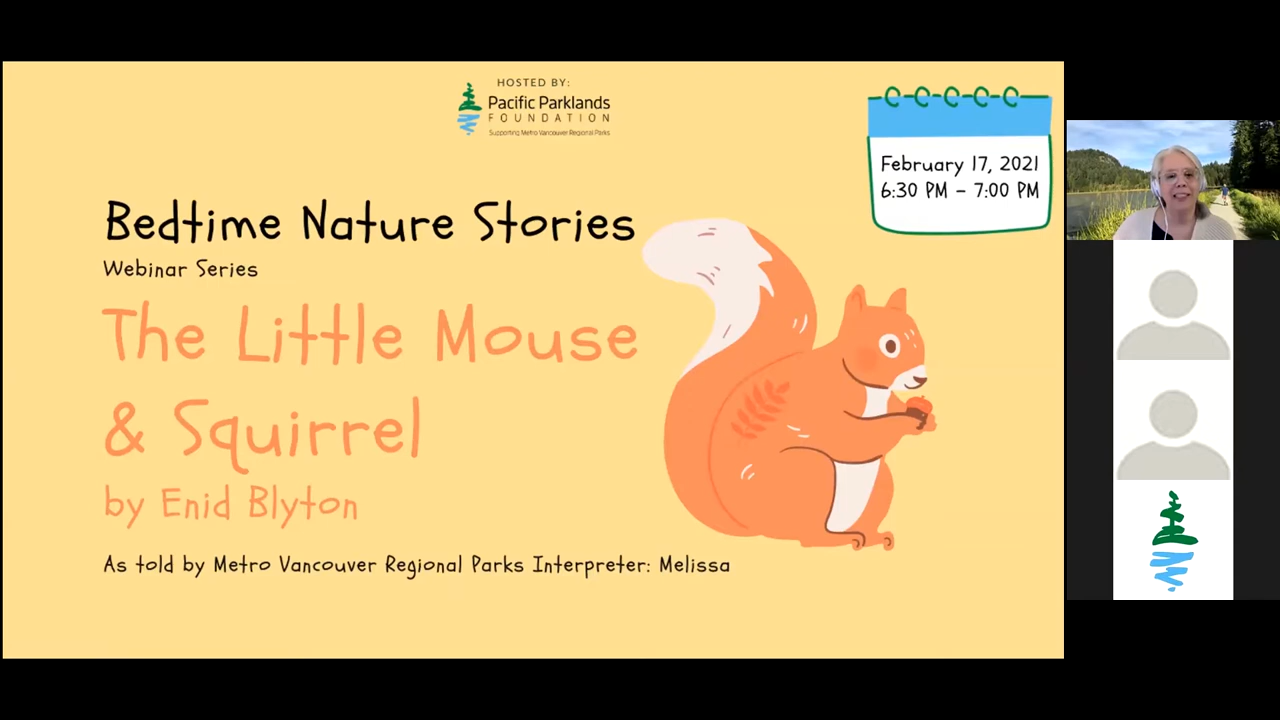 HOSTED BY:
Pacific Parklands
FOUNDATION
Supporting Metro Vancouver Regional Parks
February 17, 2021
6:30 PM - 7:00 PM
Bedtime Nature Stories
Webinar Series
The Little Mouse
& Squirrel
by Enid Blyton
As told by Metro Vancouver Regional Parks Interpreter: Melissa